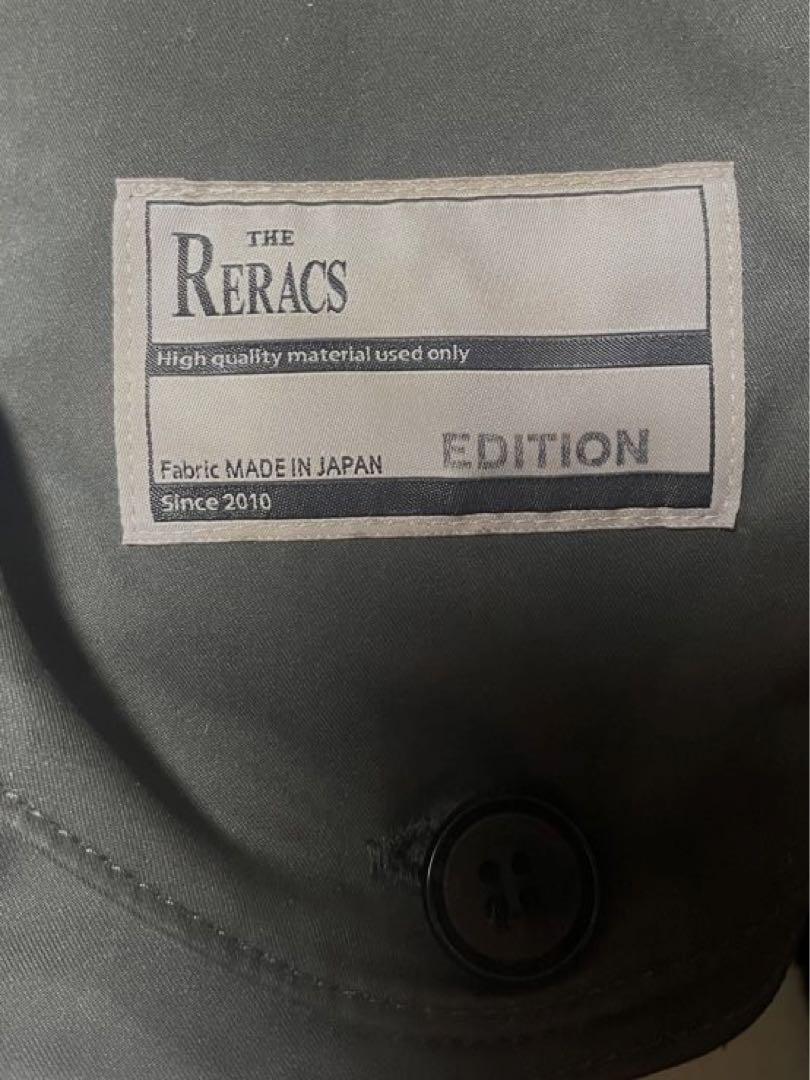 THE
RERACS
High quality material used only
EDITION
Fabric MADE IN JAPAN
Since 2010